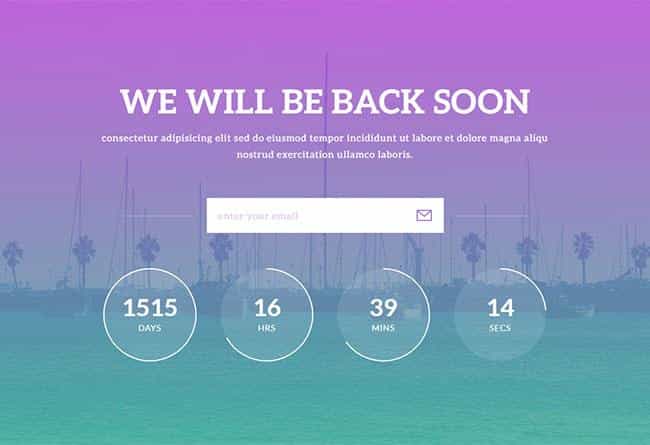 WE WILL BE BACK SOON
consectetur adipisicing elit sed do eiusmod tempor incididunt ut labore et dolore magna aliqu
nostrud exercitation ullamco laboris.
enter your email
1515 16 39 14
DAYS HRS MINS SECS